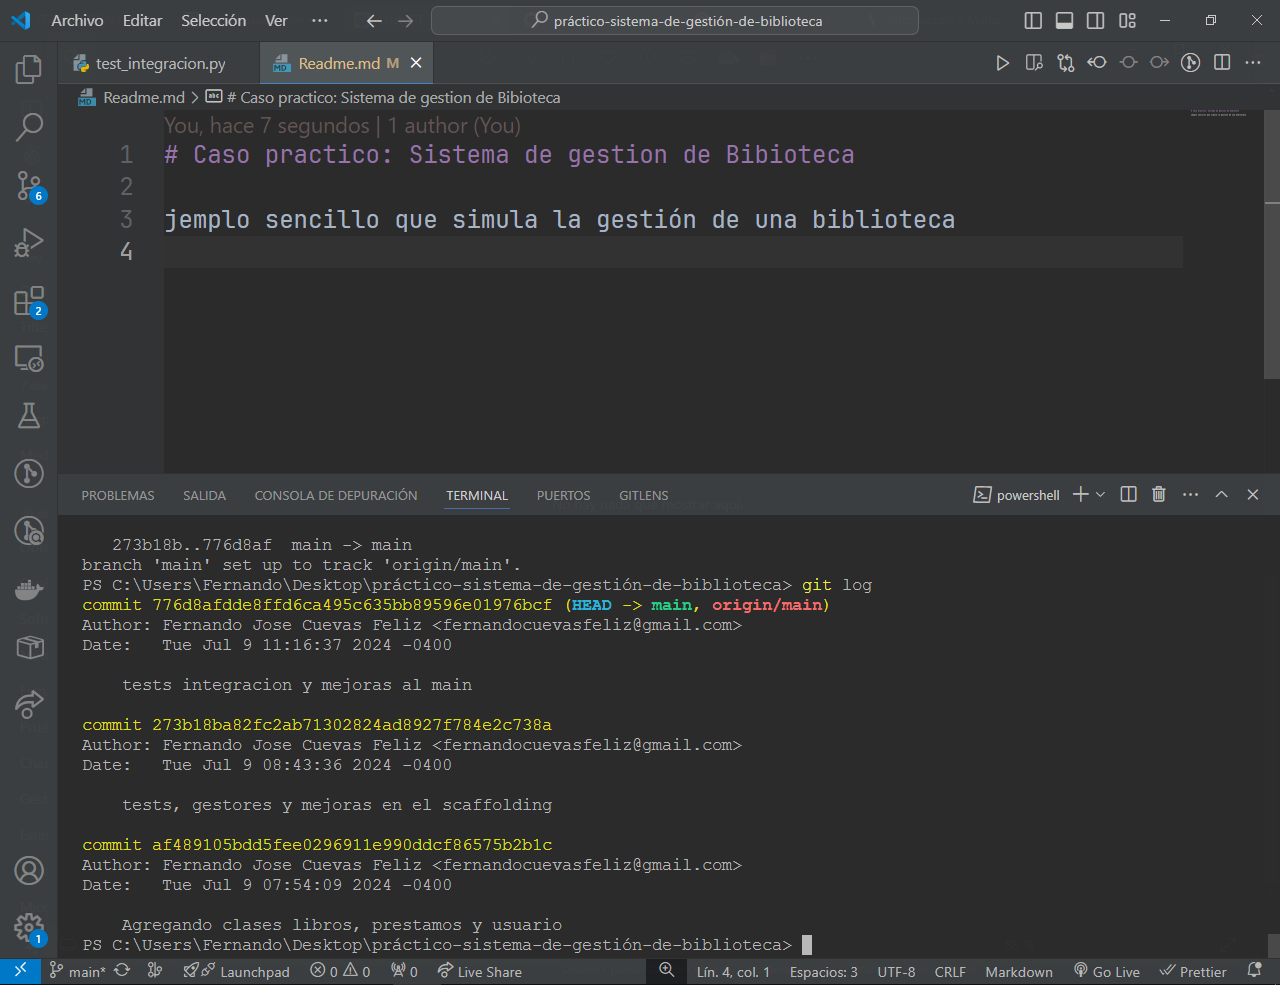 Archivo Editar Selección Ver ··· práctico-sistema-de-gestión-de-biblioteca
test_integracion.py Readme.md M
Readme.md > # Caso practico: Sistema de gestion de Bibioteca
You, hace 7 segundos | 1 author (You)
1 # Caso practico: Sistema de gestion de Bibioteca
2
3 jemplo sencillo que simula la gestión de una biblioteca
4
6
2
PROBLEMAS SALIDA CONSOLA DE DEPURACIÓN TERMINAL PUERTOS GITLENS powershell
273b18b..776d8af main -> main
branch 'main' set up to track 'origin/main'.
PS C:\Users\Fernando\Desktop\práctico-sistema-de-gestión-de-biblioteca> git log
commit 776d8afdde8ffd6ca495c635bb89596e01976bcf (HEAD -> main, origin/main)
Author: Fernando Jose Cuevas Feliz <fernandocuevasfeliz@gmail.com>
Date: Tue Jul 9 11:16:37 2024 -0400
tests integracion y mejoras al main
commit 273b18ba82fc2ab71302824ad8927f784e2c738a
Author: Fernando Jose Cuevas Feliz <fernandocuevasfeliz@gmail.com>
Date: Tue Jul 9 08:43:36 2024 -0400
tests, gestores y mejoras en el scaffolding
commit af489105bdd5fee0296911e990ddcf86575b2b1c
Author: Fernando Jose Cuevas Feliz <fernandocuevasfeliz@gmail.com>
Date: Tue Jul 9 07:54:09 2024 -0400
Agregando clases libros, prestamos y usuario
PS C:\Users\Fernando\Desktop\práctico-sistema-de-gestión-de-biblioteca>
1
main* Launchpad 0 0 0 Live Share Lín. 4, col. 1 Espacios: 3 UTF-8 CRLF Markdown Go Live Prettier